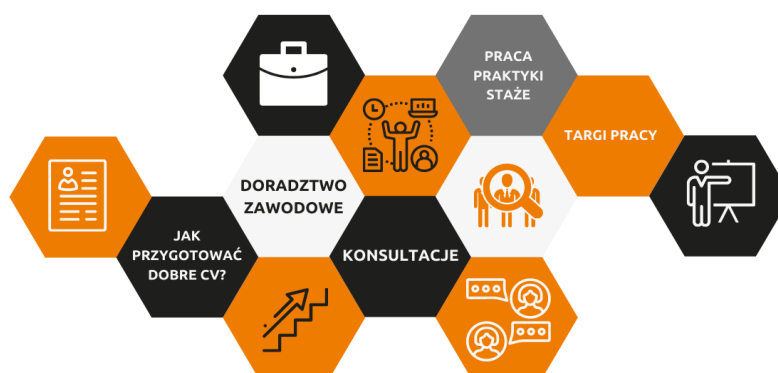 PRACA
PRAKTYKI
STAŻE
TARGI PRACY
DORADZTWO
ZAWODOWE
JAK
PRZYGOTOWAĆ
DOBRE CV?
KONSULTACJE